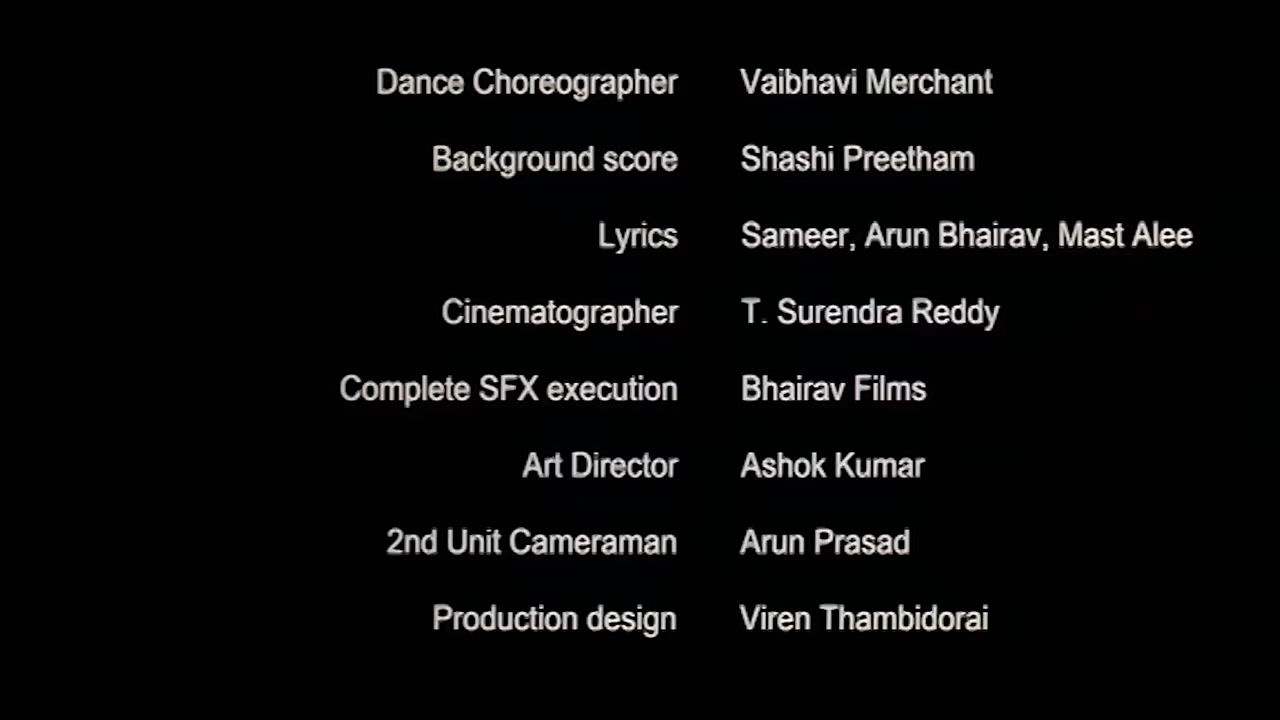 Dance Choreographer Vaibhavi Merchant
Background score Shashi Preetham
Lyrics Sameer, Arun Bhairav, Mast Alee
Cinematographer T. Surendra Reddy
Complete SFX execution Bhairav Films
Art Director Ashok Kumar
2nd Unit Cameraman Arun Prasad
Production design Viren Thambidorai